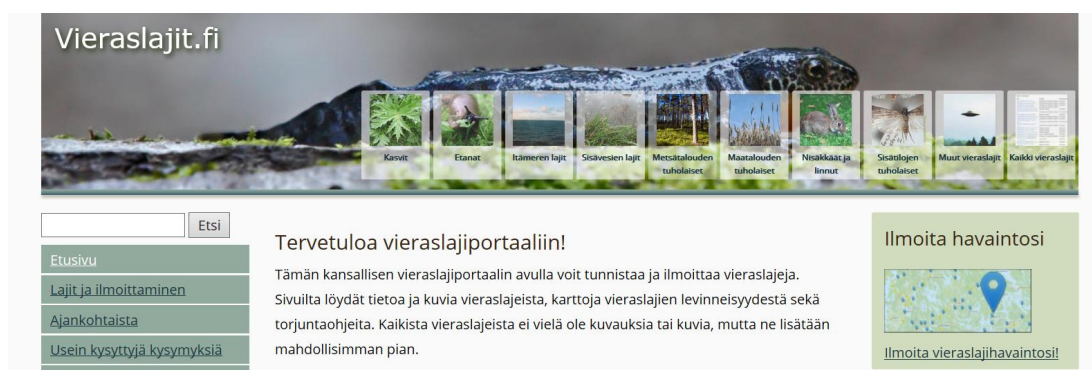 Vieraslajit.fi
Kasvit
Etanat
Itämeren lajit
Sisävesien lajit
Metsätalouden
tuholaiset
Maatalouden
tuholaiset
Nisäkkäät ja
linnut
Sisätilojen
tuholaiset
Muut vieraslajit
Kaikki vieraslajit
Etsi
Etusivu
Lajit ja ilmoittaminen
Ajankohtaista
Usein kysyttyjä kysymyksiä
Tervetuloa vieraslajiportaaliin!
Tämän kansallisen vieraslajiportaalin avulla voit tunnistaa ja ilmoittaa vieraslajeja.
Sivuilta löydät tietoa ja kuvia vieraslajeista, karttoja vieraslajien levinneisyydestä sekä
torjuntaohjeita. Kaikista vieraslajeista ei vielä ole kuvauksia tai kuvia, mutta ne lisätään
mahdollisimman pian.
Ilmoita havaintosi
Ilmoita vieraslajihavaintosi!